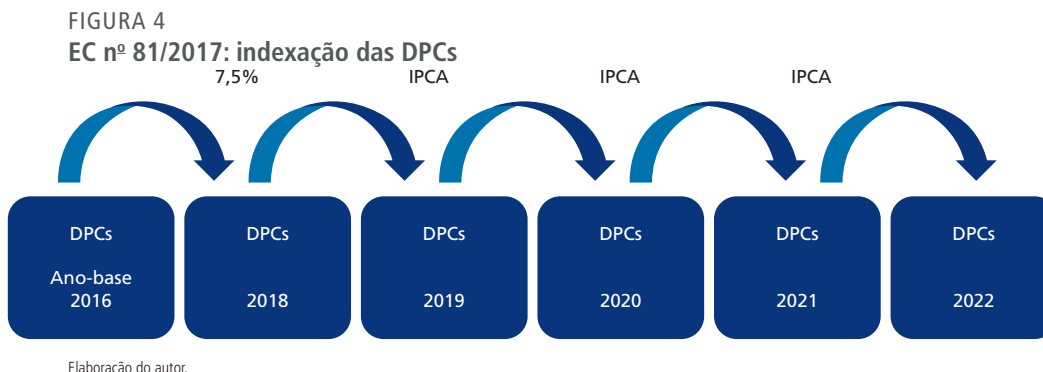 FIGURA 4
EC nº 81/2017: indexação das DPCs
7,5% IPCA IPCA IPCA
DPCs DPCs DPCs DPCs DPCs DPCs
Ano-base
2016 2018 2019 2020 2021 2022
Elaboração do autor.